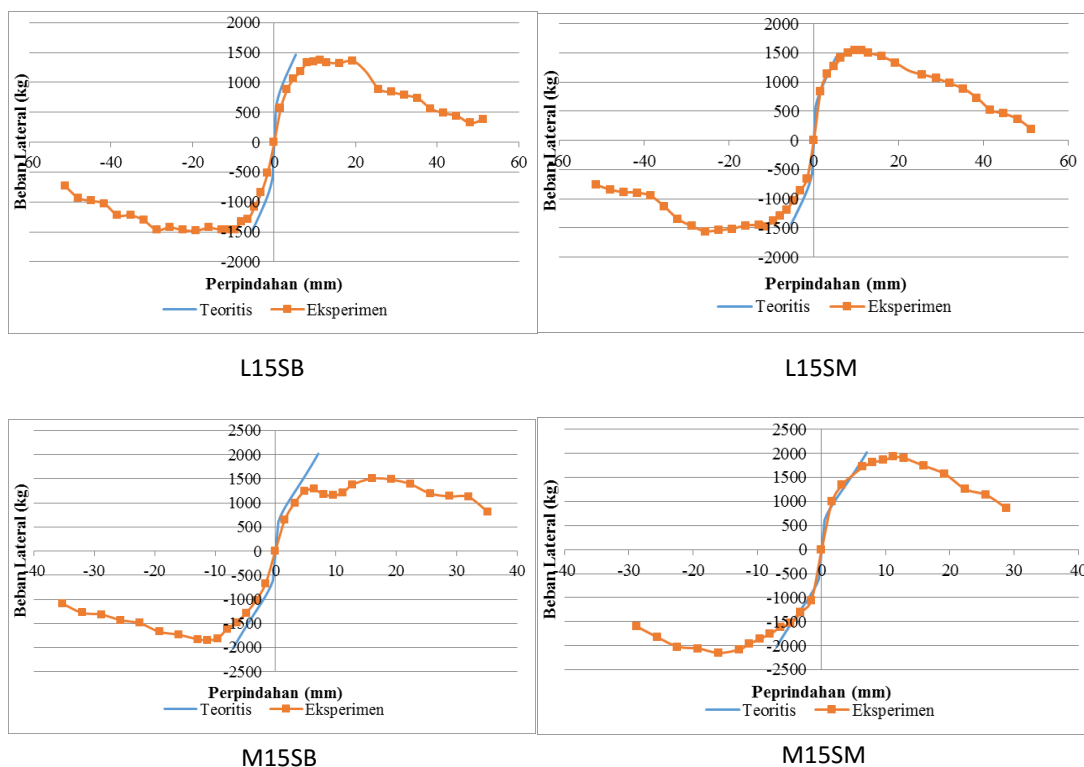 Beban Lateral (kg)
2000
1500
1000
500
0
-500
-1000
-1500
-2000
-60 -40 -20 0 20 40 60
Perpindahan (mm)
Teoritis Eksperimen
L15SB
Beban Lateral (kg)
2000
1500
1000
500
0
-500
-1000
-1500
-2000
-60 -40 -20 0 20 40 60
Perpindahan (mm)
Teoritis Eksperimen
L15SM
Beban Lateral (kg)
2500
2000
1500
1000
500
0
-500
-1000
-1500
-2000
-2500
-40 -30 -20 -10 0 10 20 30 40
Perpindahan (mm)
Teoritis Eksperimen
M15SB
Beban Lateral (kg)
2500
2000
1500
1000
500
0
-500
-1000
-1500
-2000
-2500
-40 -30 -20 -10 0 10 20 30 40
Peprindahan (mm)
Teoritis Eksperimen
M15SM